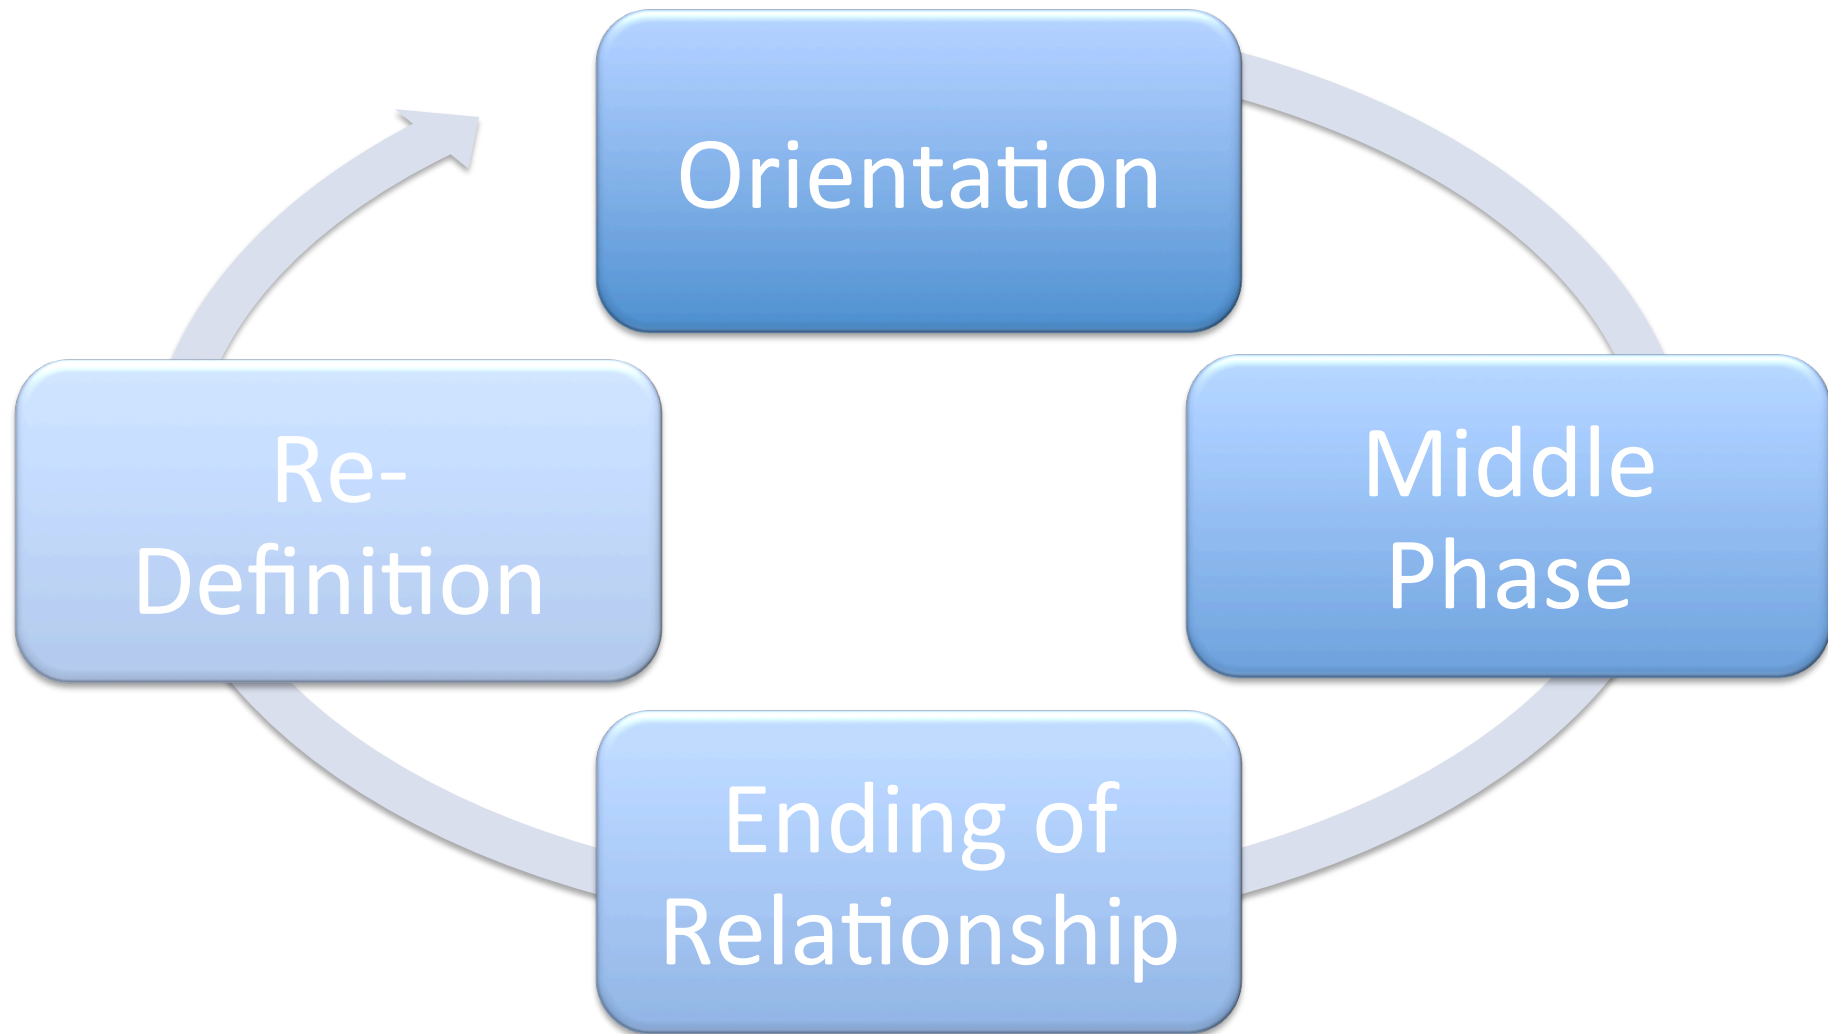 Orientation
Middle
Phase
Ending of
Relationship
Re-
Definition